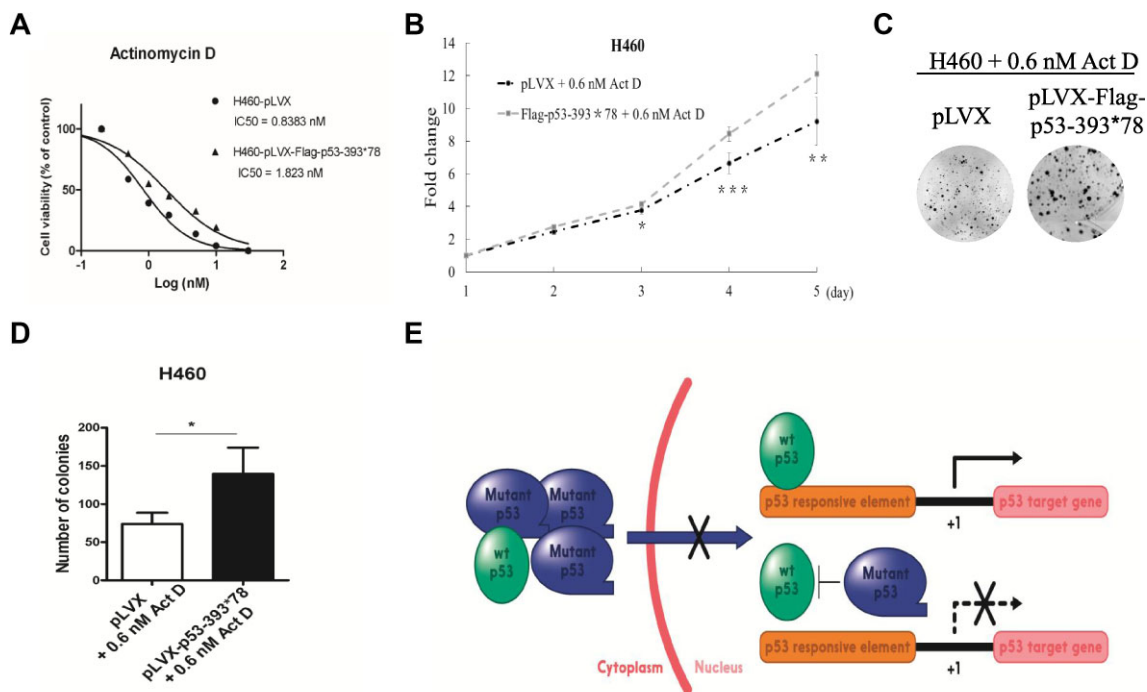 A
Actinomycin D
H460-pLVX
IC50 = 0.8383 nM
H460-pLVX-Flag-p53-393*78
IC50 = 1.823 nM
Cell viability (% of control)
100
50
0
-1
0
1
2
Log (nM)
B
H460
pLVX + 0.6 nM Act D
Flag-p53-393*78 + 0.6 nM Act D
Fold change
14
12
10
8
6
4
2
0
*
***
**
1
2
3
4
5
(day)
C
H460 + 0.6 nM Act D
pLVX
pLVX-Flag-
p53-393*78
D
H460
*
Number of colonies
200
150
100
50
0
pLVX
+ 0.6 nM Act D
pLVX-p53-393*78
+ 0.6 nM Act D
E
Mutant
p53
Mutant
p53
wt
p53
Mutant
p53
Cytoplasm
Nucleus
wt
p53
p53 responsive element
+1
p53 target gene
wt
p53
Mutant
p53
p53 responsive element
+1
p53 target gene